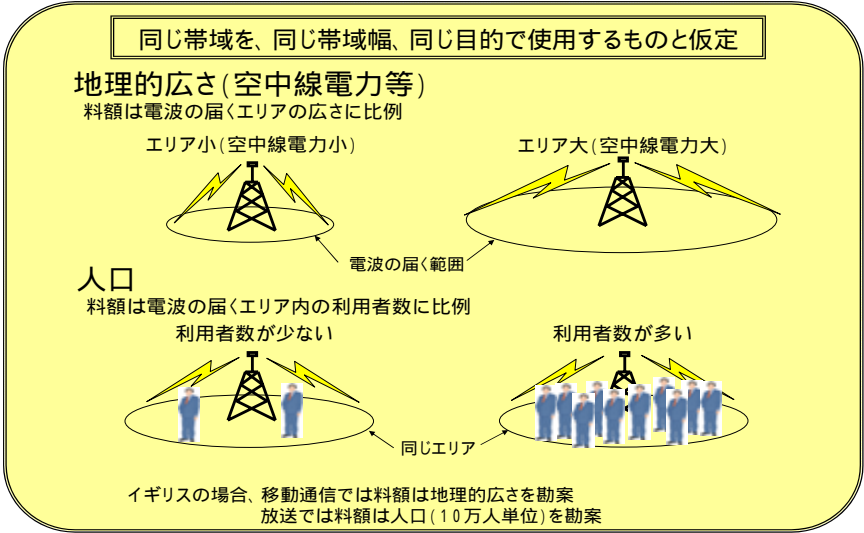 同じ帯域を、同じ帯域幅、同じ目的で使用するものと仮定
地理的広さ(空中線電力等)
料額は電波の届くエリアの広さに比例
エリア小(空中線電力小)
エリア大(空中線電力大)
電波の届く範囲
人口
料額は電波の届くエリア内の利用者数に比例
利用者数が少ない
利用者数が多い
同じエリア
イギリスの場合、移動通信では料額は地理的広さを勘案
放送では料額は人口(10万人単位)を勘案